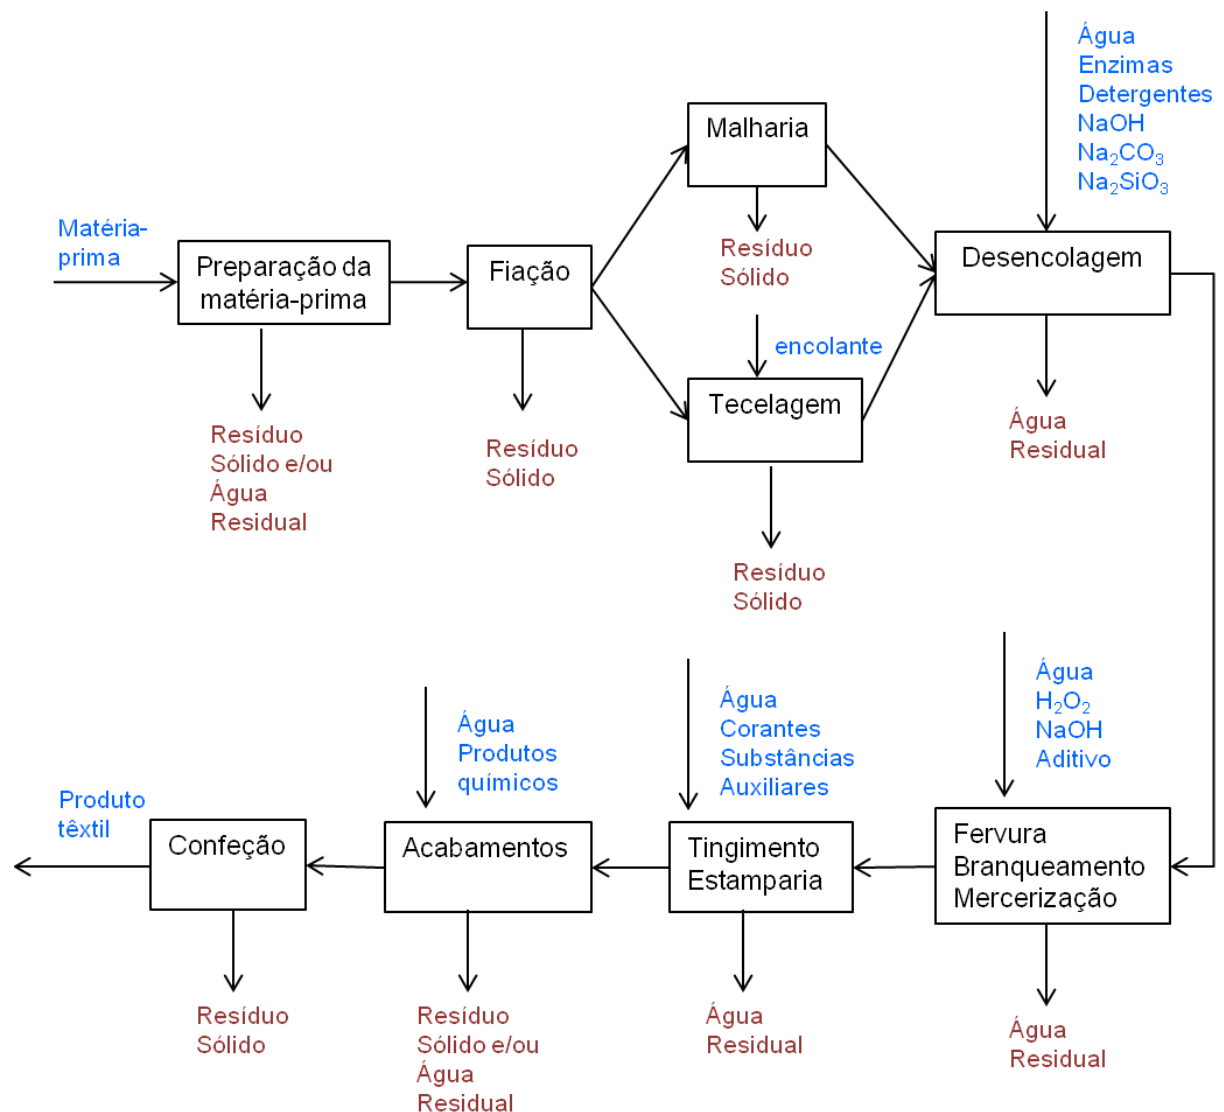 Água
Enzimas
Detergentes
NaOH
Na₂CO₃
Na₂SiO₃
Malharia
Matéria-
prima
Preparação da
matéria-prima
Fiação
Resíduo
Sólido
Desencolagem
encolante
Tecelagem
Resíduo
Sólido e/ou
Água
Residual
Resíduo
Sólido
Água
Residual
Resíduo
Sólido
Água
H₂O₂
NaOH
Aditivo
Água
Corantes
Substâncias
Auxiliares
Água
Produtos
químicos
Produto
têxtil
Confeção
Acabamentos
Tingimento
Estamparia
Fervura
Branqueamento
Mercerização
Resíduo
Sólido
Resíduo
Sólido e/ou
Água
Residual
Água
Residual
Água
Residual